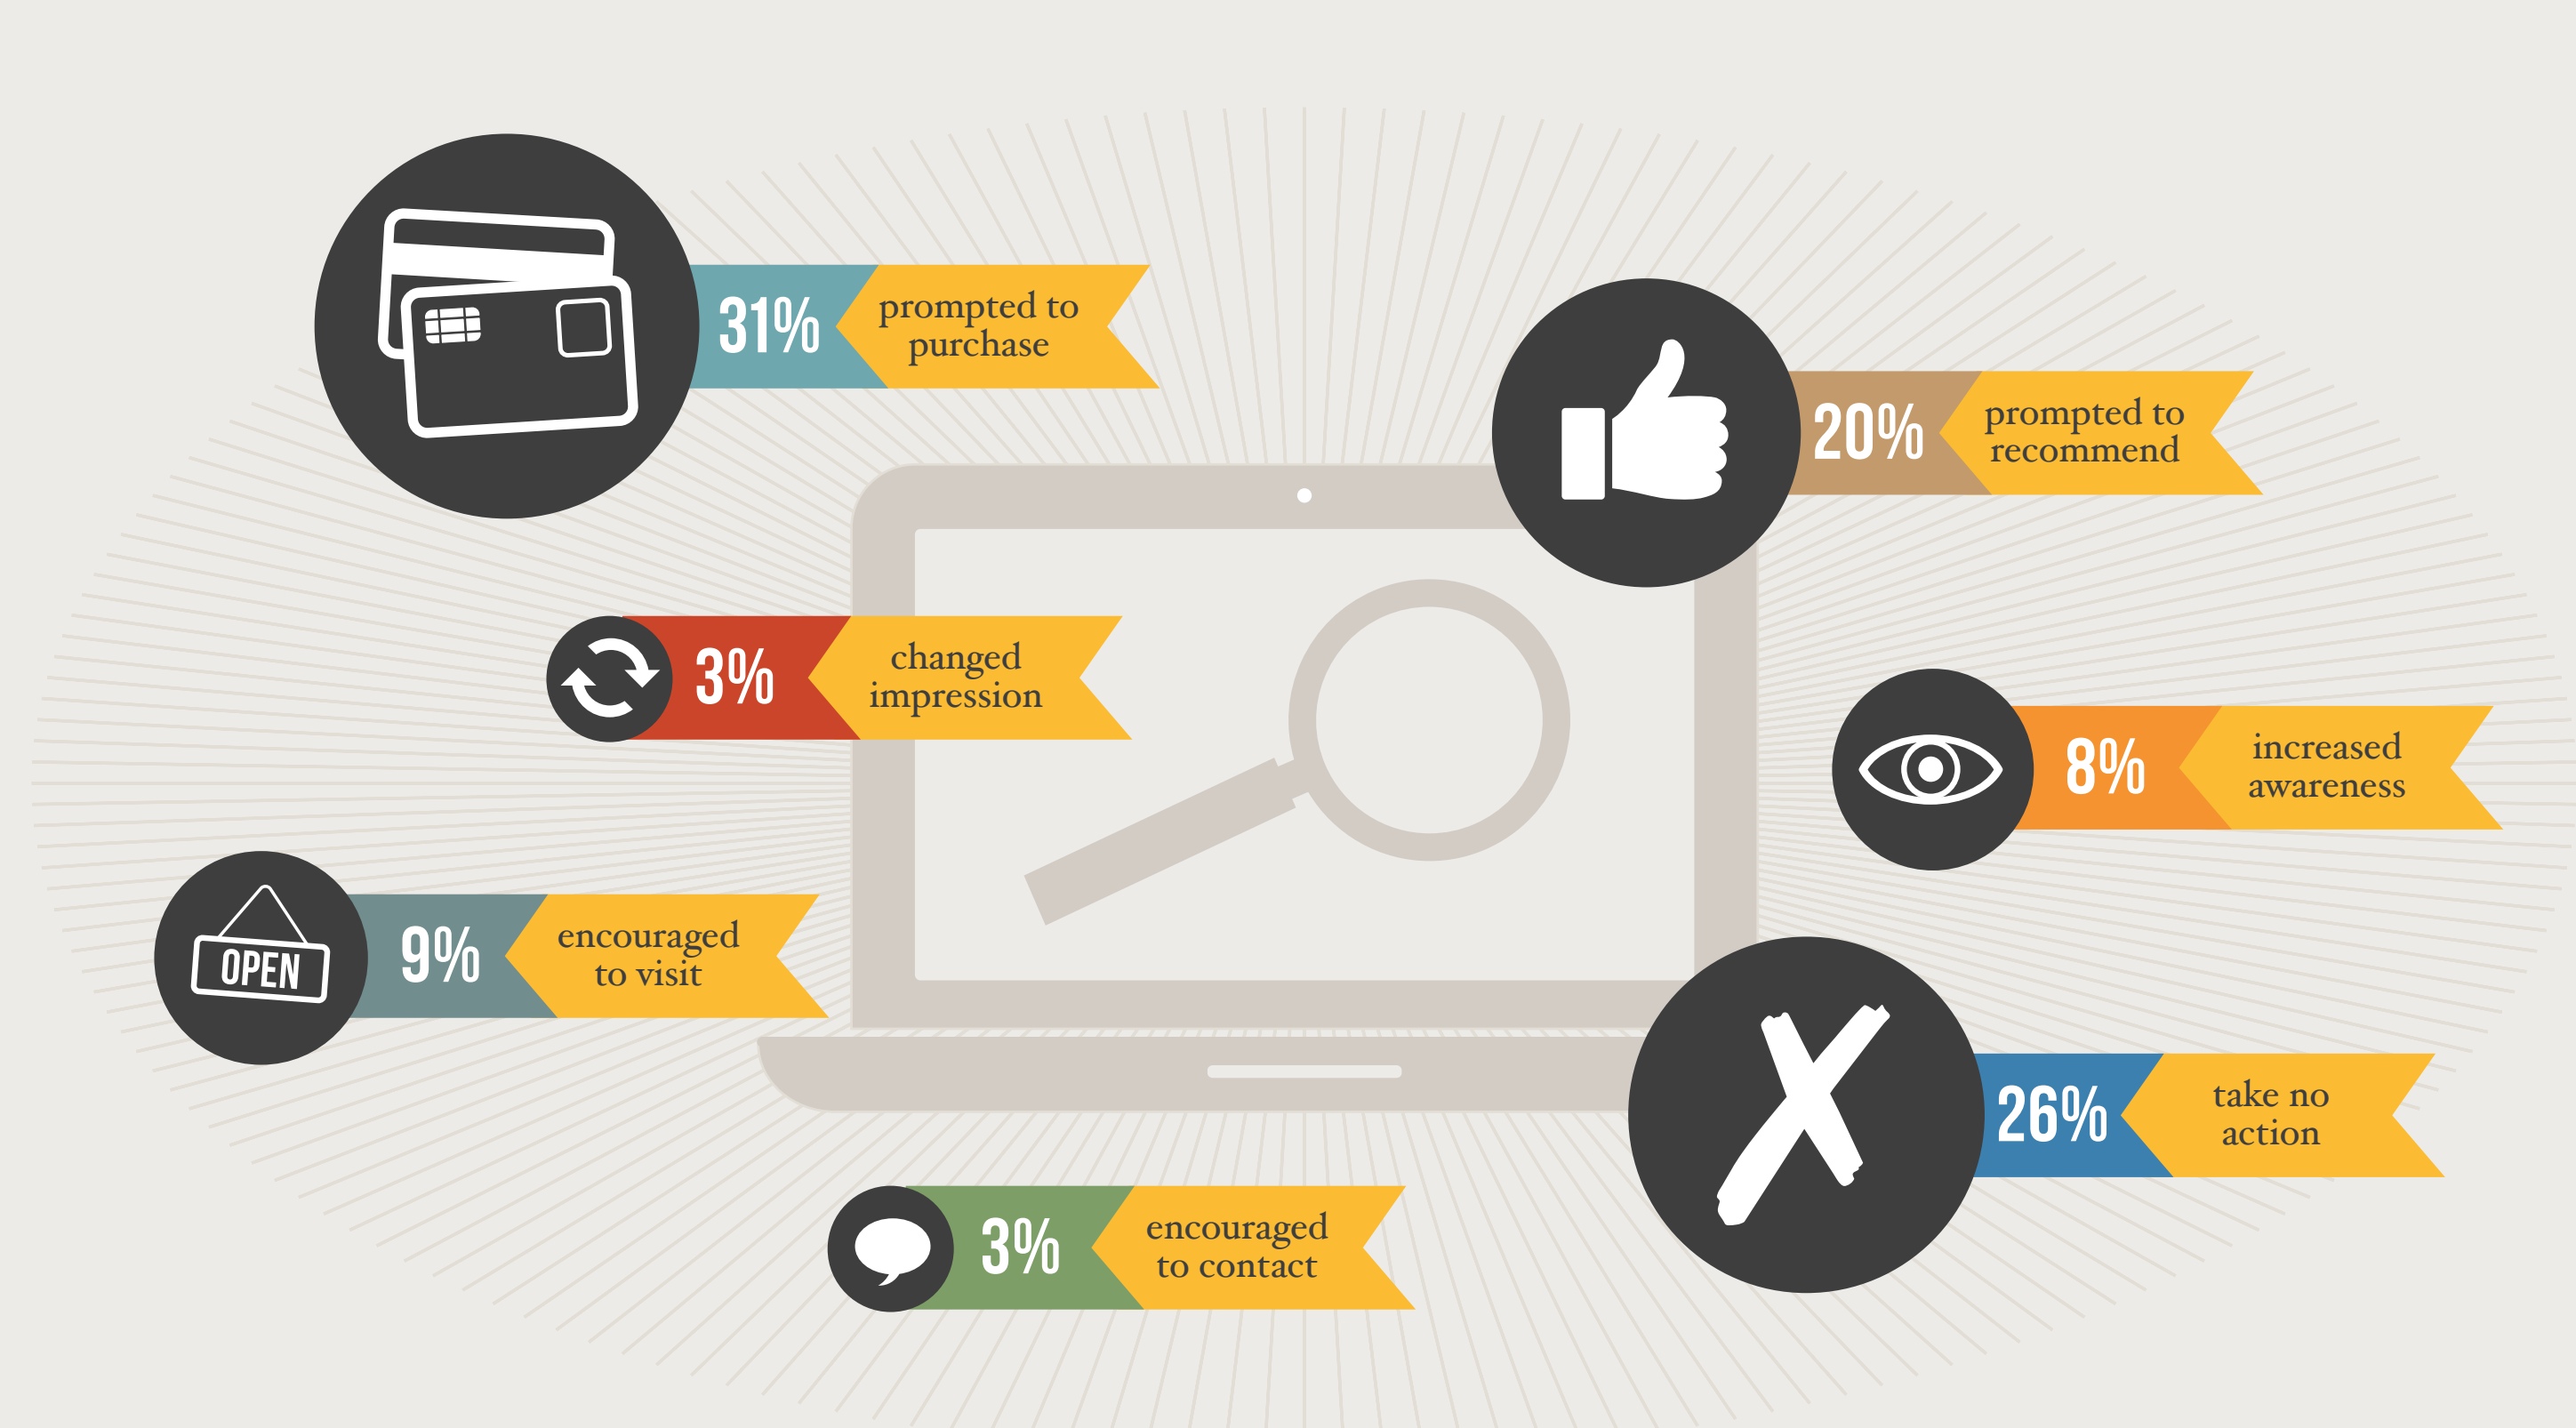 31%
prompted to
purchase
20%
prompted to
recommend
3%
changed
impression
8%
increased
awareness
OPEN
9%
encouraged
to visit
26%
take no
action
3%
encouraged
to contact